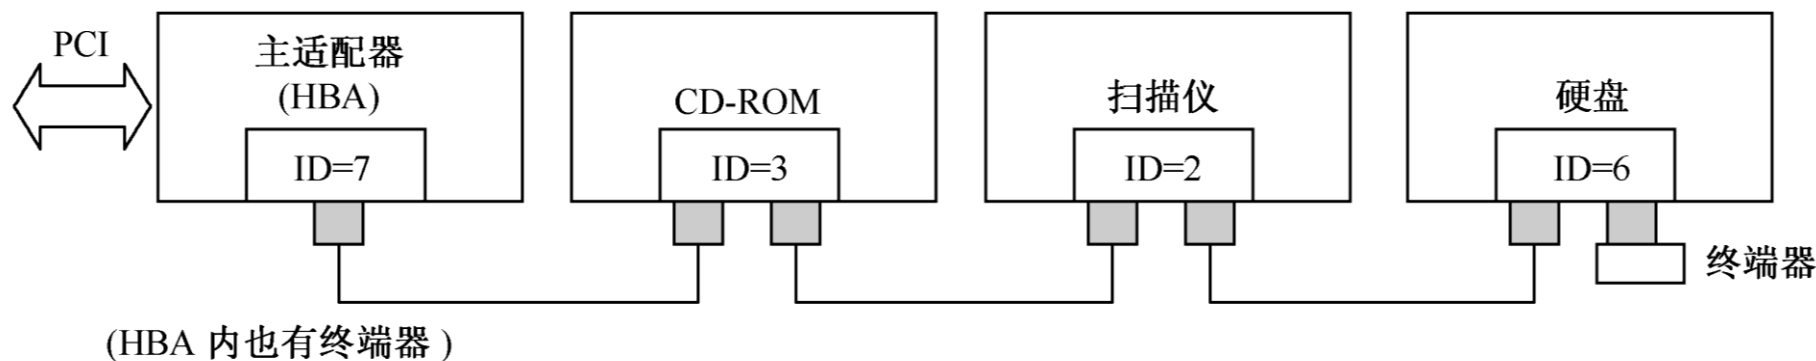 PCI
主适配器
(HBA)
ID=7
CD-ROM
ID=3
扫描仪
ID=2
硬盘
ID=6
终端器
(HBA 内也有终端器 )